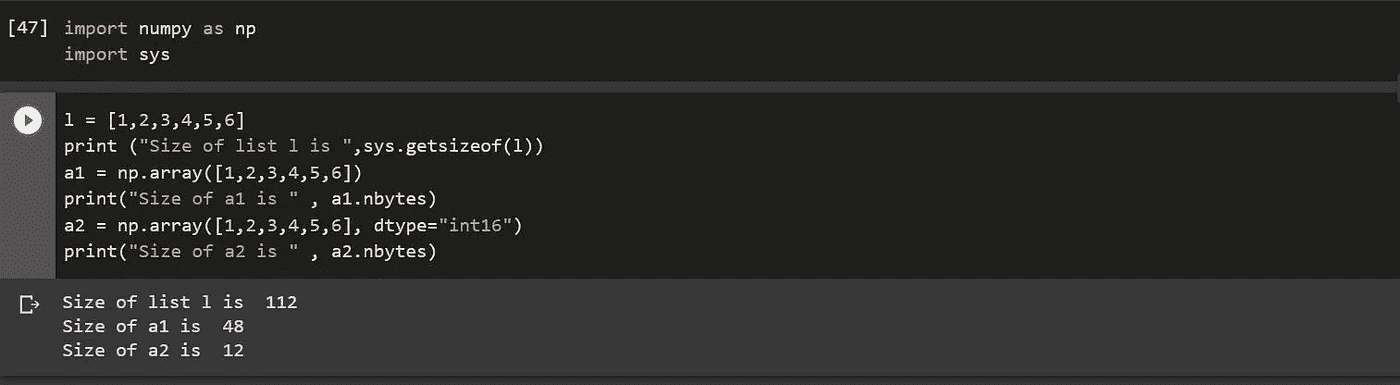 [47] import numpy as np
import sys
l = [1,2,3,4,5,6]
print ("Size of list l is ",sys.getsizeof(l))
a1 = np.array([1,2,3,4,5,6])
print("Size of a1 is " , a1.nbytes)
a2 = np.array([1,2,3,4,5,6], dtype="int16")
print("Size of a2 is " , a2.nbytes)
Size of list l is  112
Size of a1 is  48
Size of a2 is  12